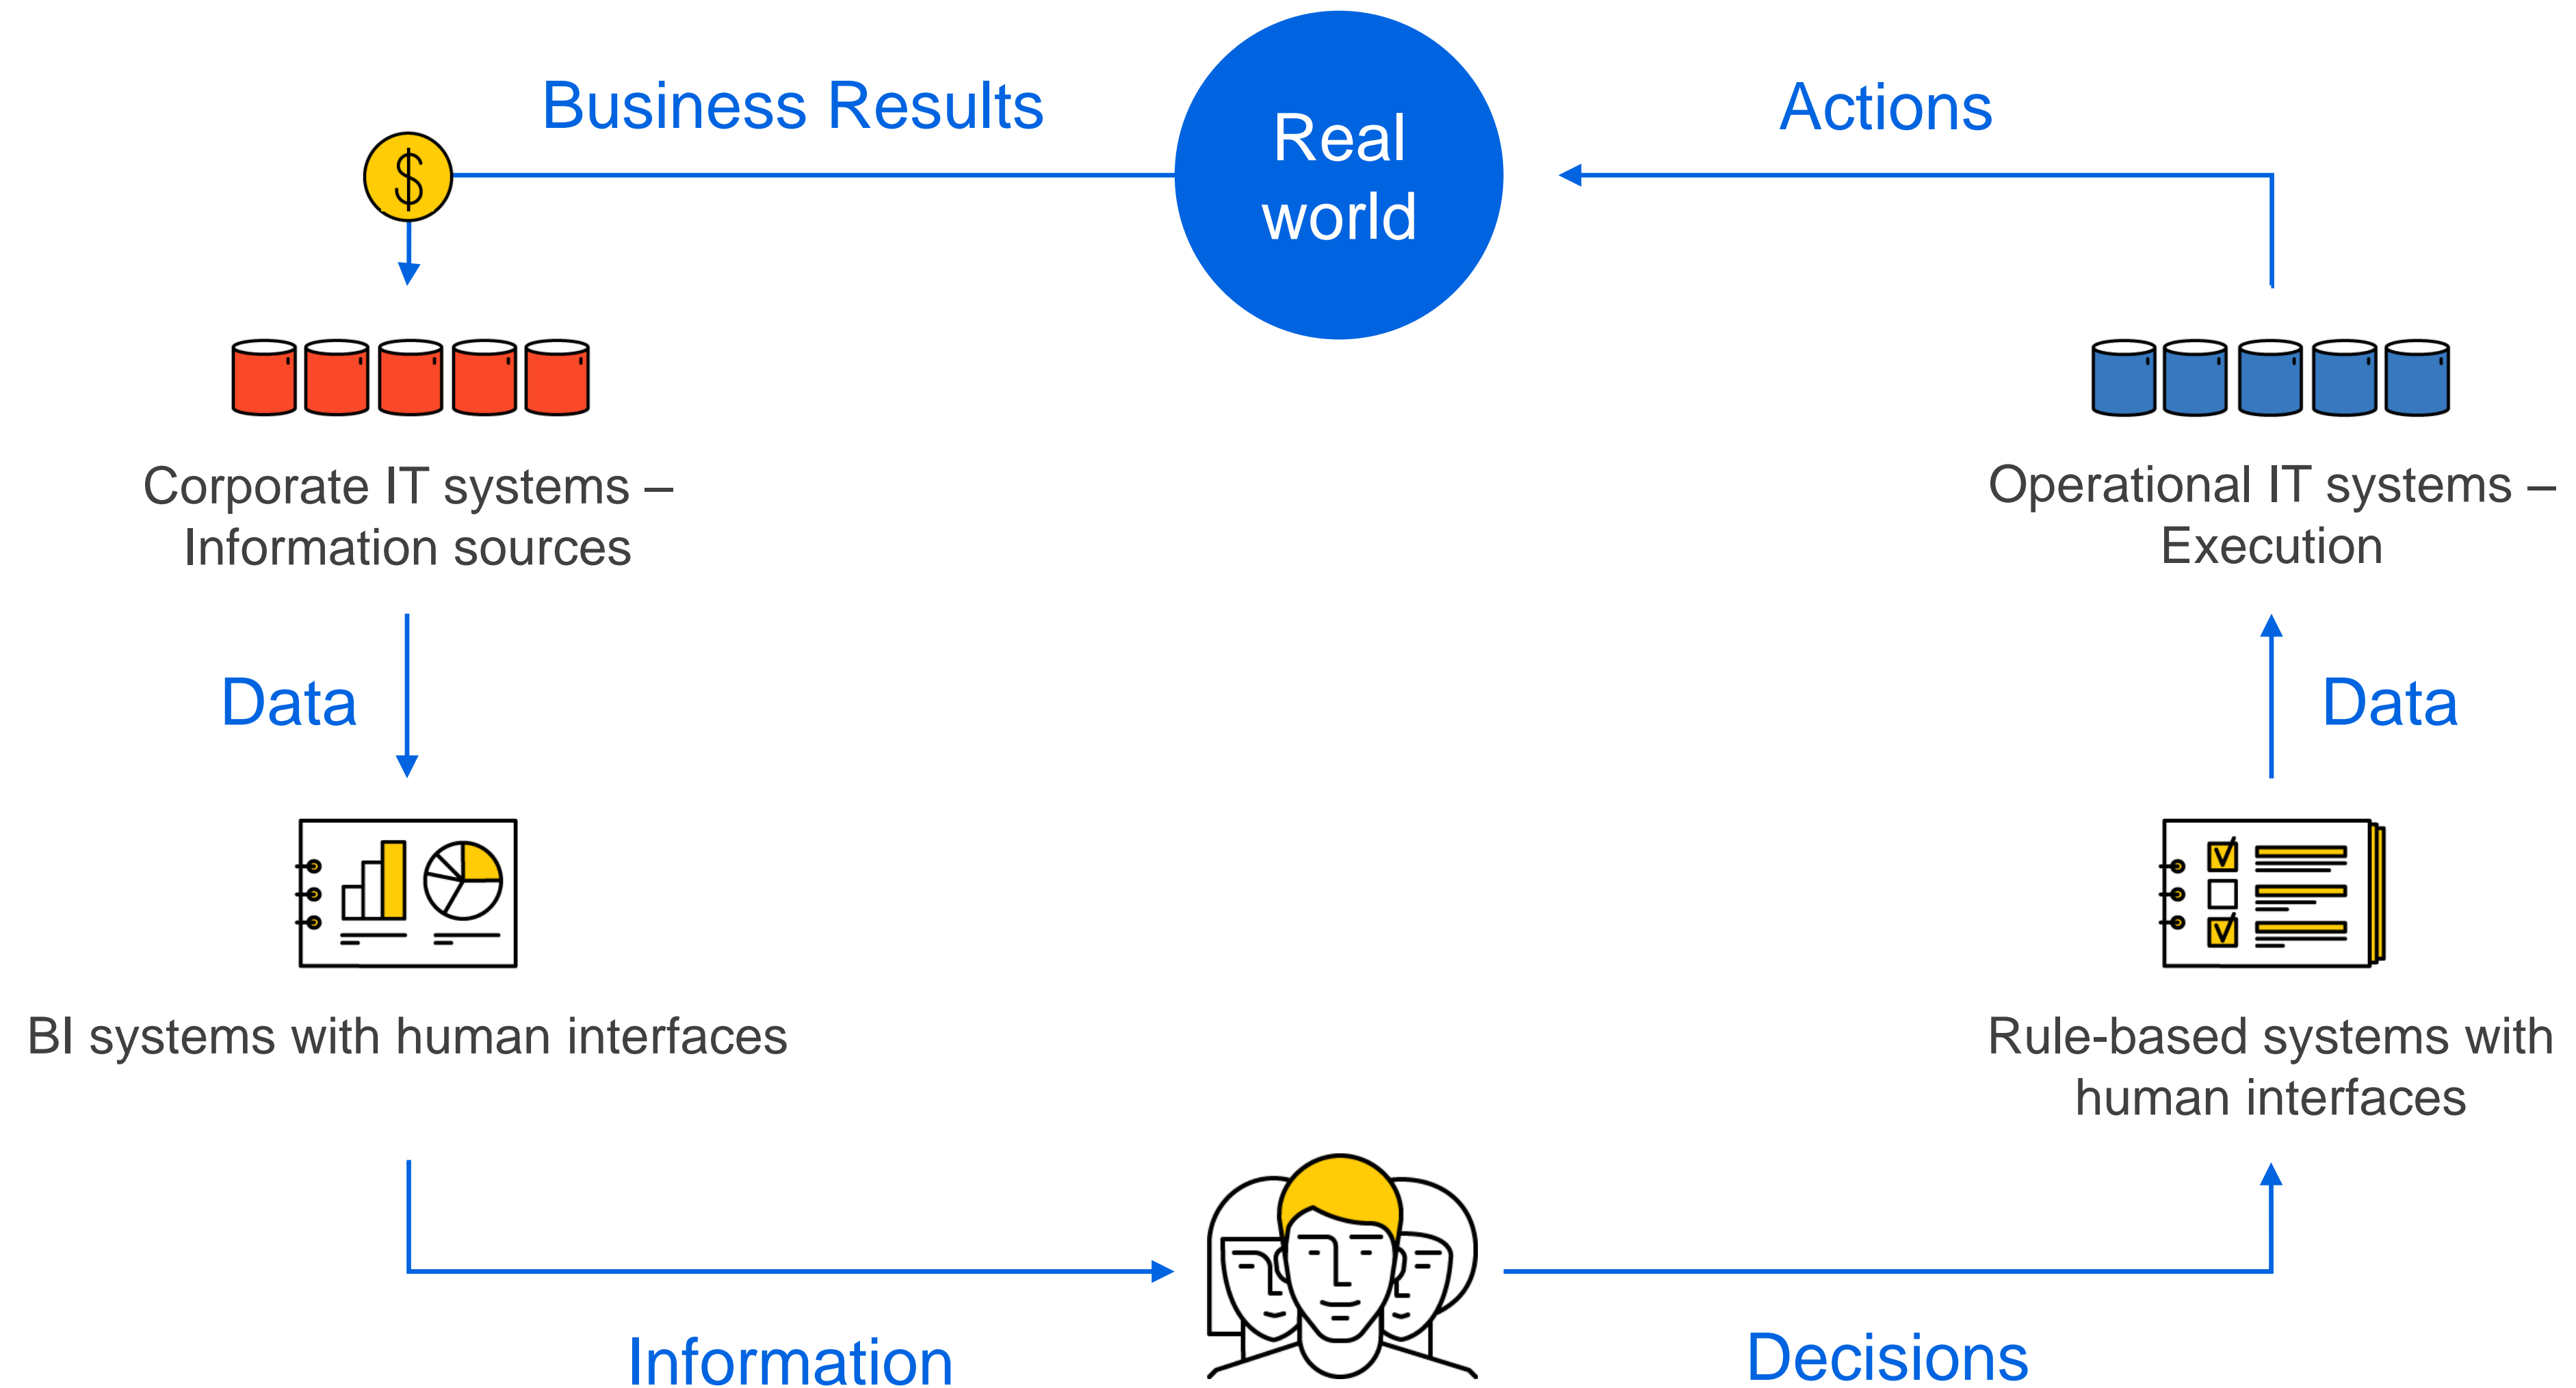 Business Results
Real
world
Actions
$
Corporate IT systems –
Information sources
Operational IT systems –
Execution
Data
Data
BI systems with human interfaces
Rule-based systems with
human interfaces
Information
Decisions